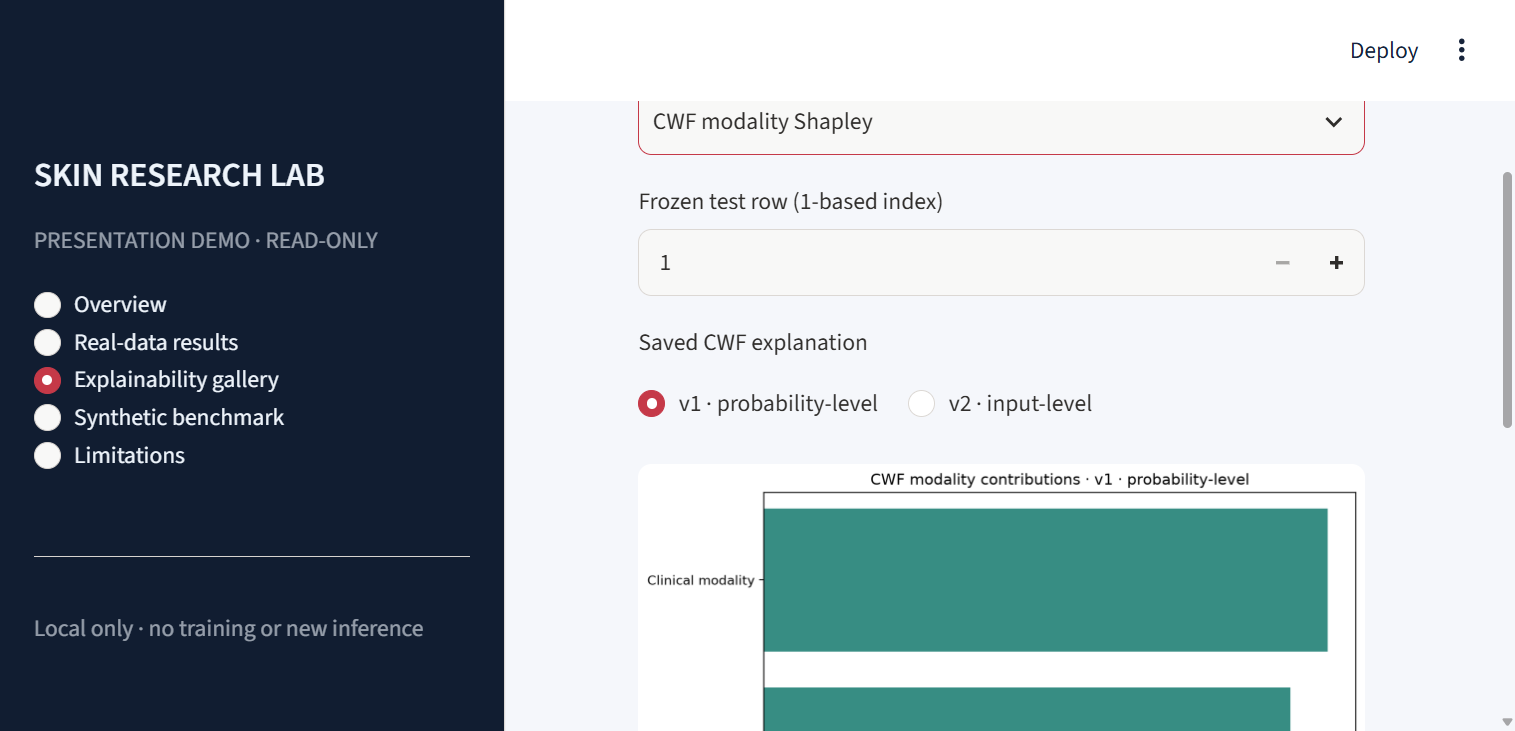 Deploy
SKIN RESEARCH LAB
PRESENTATION DEMO · READ-ONLY
Overview
Real-data results
Explainability gallery
Synthetic benchmark
Limitations
Local only · no training or new inference
CWF modality Shapley
Frozen test row (1-based index)
1
Saved CWF explanation
v1 · probability-level
v2 · input-level
CWF modality contributions · v1 · probability-level
Clinical modality